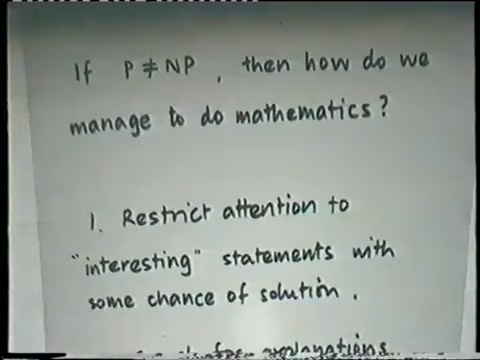 If P ≠ NP , then how do we
manage to do mathematics ?
1. Restrict attention to
"interesting" statements with
some chance of solution .
explanations